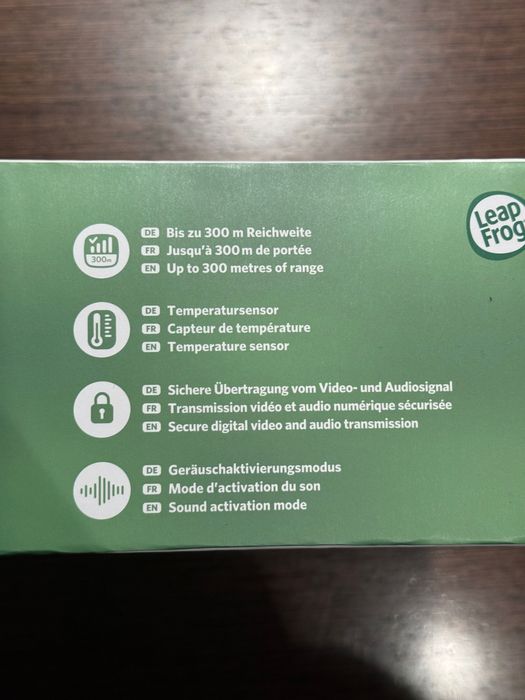 Leap
Frog
300m
DE Bis zu 300 m Reichweite
FR Jusqu'à 300 m de portée
EN Up to 300 metres of range
DE Temperatursensor
FR Capteur de température
EN Temperature sensor
DE Sichere Übertragung vom Video- und Audiosignal
FR Transmission vidéo et audio numérique sécurisée
EN Secure digital video and audio transmission
DE Geräuschaktivierungsmodus
FR Mode d'activation du son
EN Sound activation mode